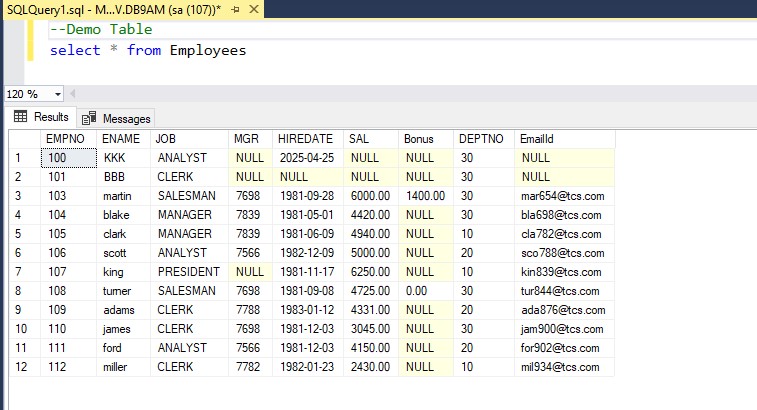 SQLQuery1.sql - M...V.DB9AM (sa (107))*
--Demo Table
select * from Employees
120 %
Results Messages
EMPNO ENAME JOB MGR HIREDATE SAL Bonus DEPTNO EmailId
1 100 KKK ANALYST NULL 2025-04-25 NULL NULL 30 NULL
2 101 BBB CLERK NULL NULL NULL NULL 30 NULL
3 103 martin SALESMAN 7698 1981-09-28 6000.00 1400.00 30 mar654@tcs.com
4 104 blake MANAGER 7839 1981-05-01 4420.00 NULL 30 bla698@tcs.com
5 105 clark MANAGER 7839 1981-06-09 4940.00 NULL 10 cla782@tcs.com
6 106 scott ANALYST 7566 1982-12-09 5000.00 NULL 20 sco788@tcs.com
7 107 king PRESIDENT NULL 1981-11-17 6250.00 NULL 10 kin839@tcs.com
8 108 turner SALESMAN 7698 1981-09-08 4725.00 0.00 30 tur844@tcs.com
9 109 adams CLERK 7788 1983-01-12 4331.00 NULL 20 ada876@tcs.com
10 110 james CLERK 7698 1981-12-03 3045.00 NULL 30 jam900@tcs.com
11 111 ford ANALYST 7566 1981-12-03 4150.00 NULL 20 for902@tcs.com
12 112 miller CLERK 7782 1982-01-23 2430.00 NULL 10 mil934@tcs.com